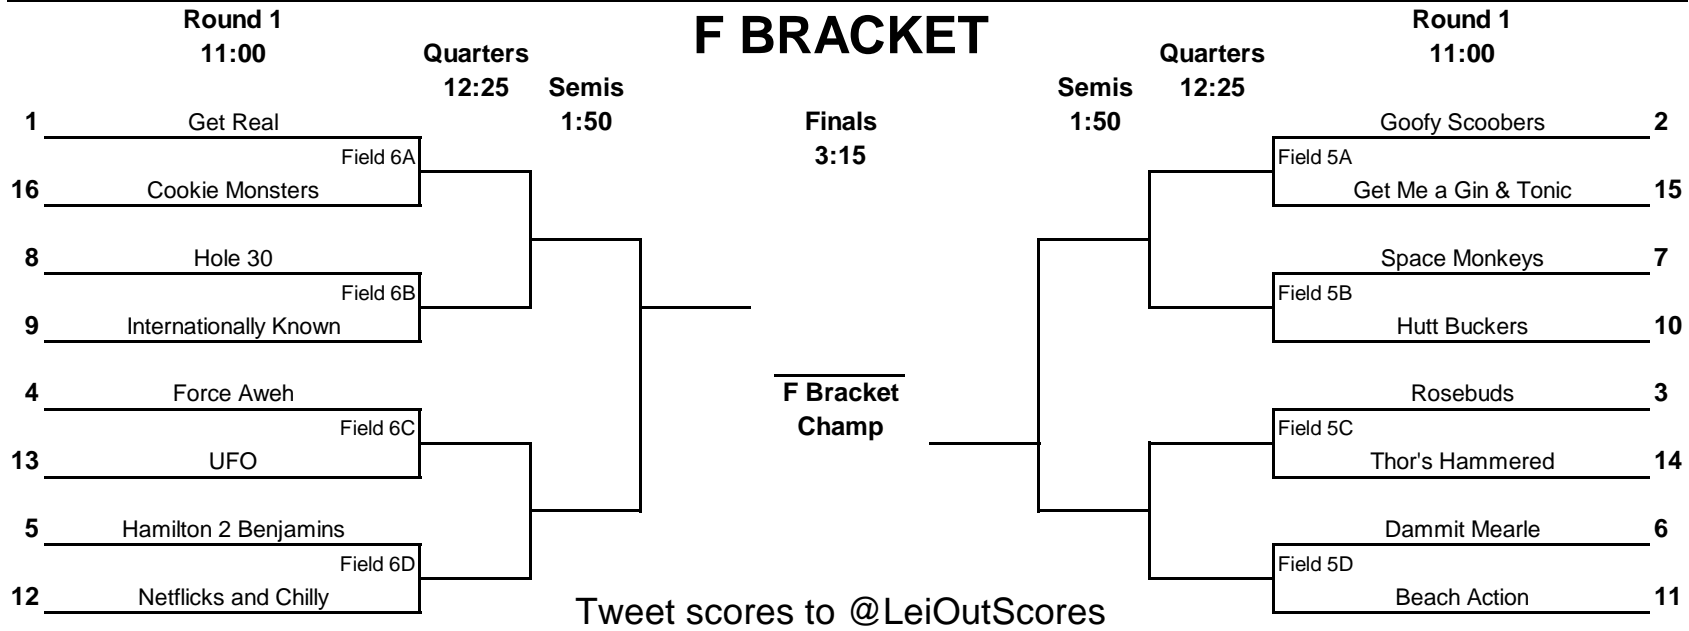 F BRACKET
Round 1
11:00
Quarters
12:25
Semis
1:50
Finals
3:15
Semis
1:50
Quarters
12:25
Round 1
11:00
1 Get Real
Field 6A
16 Cookie Monsters
8 Hole 30
Field 6B
9 Internationally Known
4 Force Aweh
Field 6C
13 UFO
5 Hamilton 2 Benjamins
Field 6D
12 Netflicks and Chilly
F Bracket
Champ
Goofy Scoobers 2
Field 5A
Get Me a Gin & Tonic 15
Space Monkeys 7
Field 5B
Hutt Buckers 10
Rosebuds 3
Field 5C
Thor's Hammered 14
Dammit Mearle 6
Field 5D
Beach Action 11
Tweet scores to @LeiOutScores